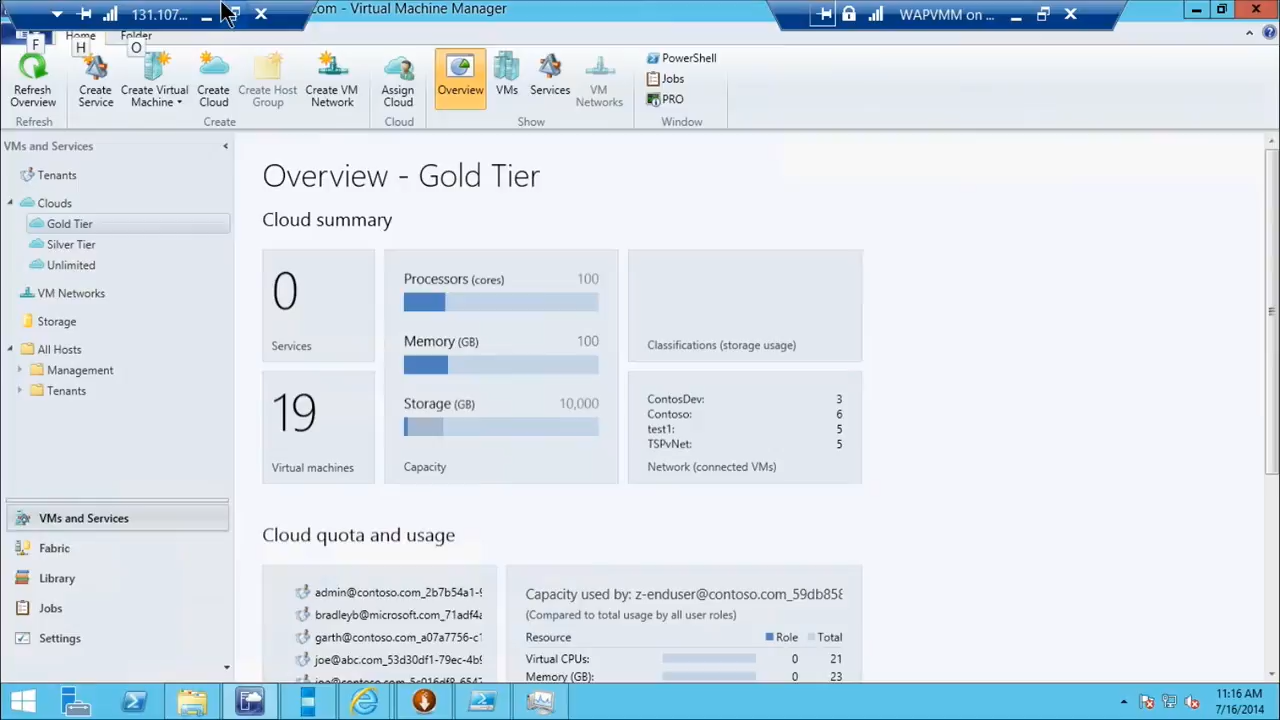 131.107...
com - Virtual Machine Manager
WAPVMM on ...
F
Home
H
Folder
O
Refresh Overview
Create Service
Create Virtual Machine
Create Cloud
Create Host Group
Create VM Network
Assign Cloud
Overview
VMs
Services
VM Networks
PowerShell
Jobs
PRO
Refresh
Create
Cloud
Show
Window
VMs and Services
Tenants
Clouds
Gold Tier
Silver Tier
Unlimited
VM Networks
Storage
All Hosts
Management
Tenants
VMs and Services
Fabric
Library
Jobs
Settings
Overview - Gold Tier
Cloud summary
0
Services
19
Virtual machines
Processors (cores) 100
Memory (GB) 100
Storage (GB) 10,000
Capacity
Classifications (storage usage)
ContosDev: 3
Contoso: 6
test1: 5
TSPvNet: 5
Network (connected VMs)
Cloud quota and usage
admin@contoso.com_2b7b54a1-9
bradleyb@microsoft.com_71adf4a
garth@contoso.com_a07a7756-c1
joe@abc.com_53d30df1-79ec-4b9
Capacity used by: z-enduser@contoso.com_59db858
(Compared to total usage by all user roles)
Resource Role Total
Virtual CPUs: 0 21
Memory (GB): 0 23
11:16 AM
7/16/2014